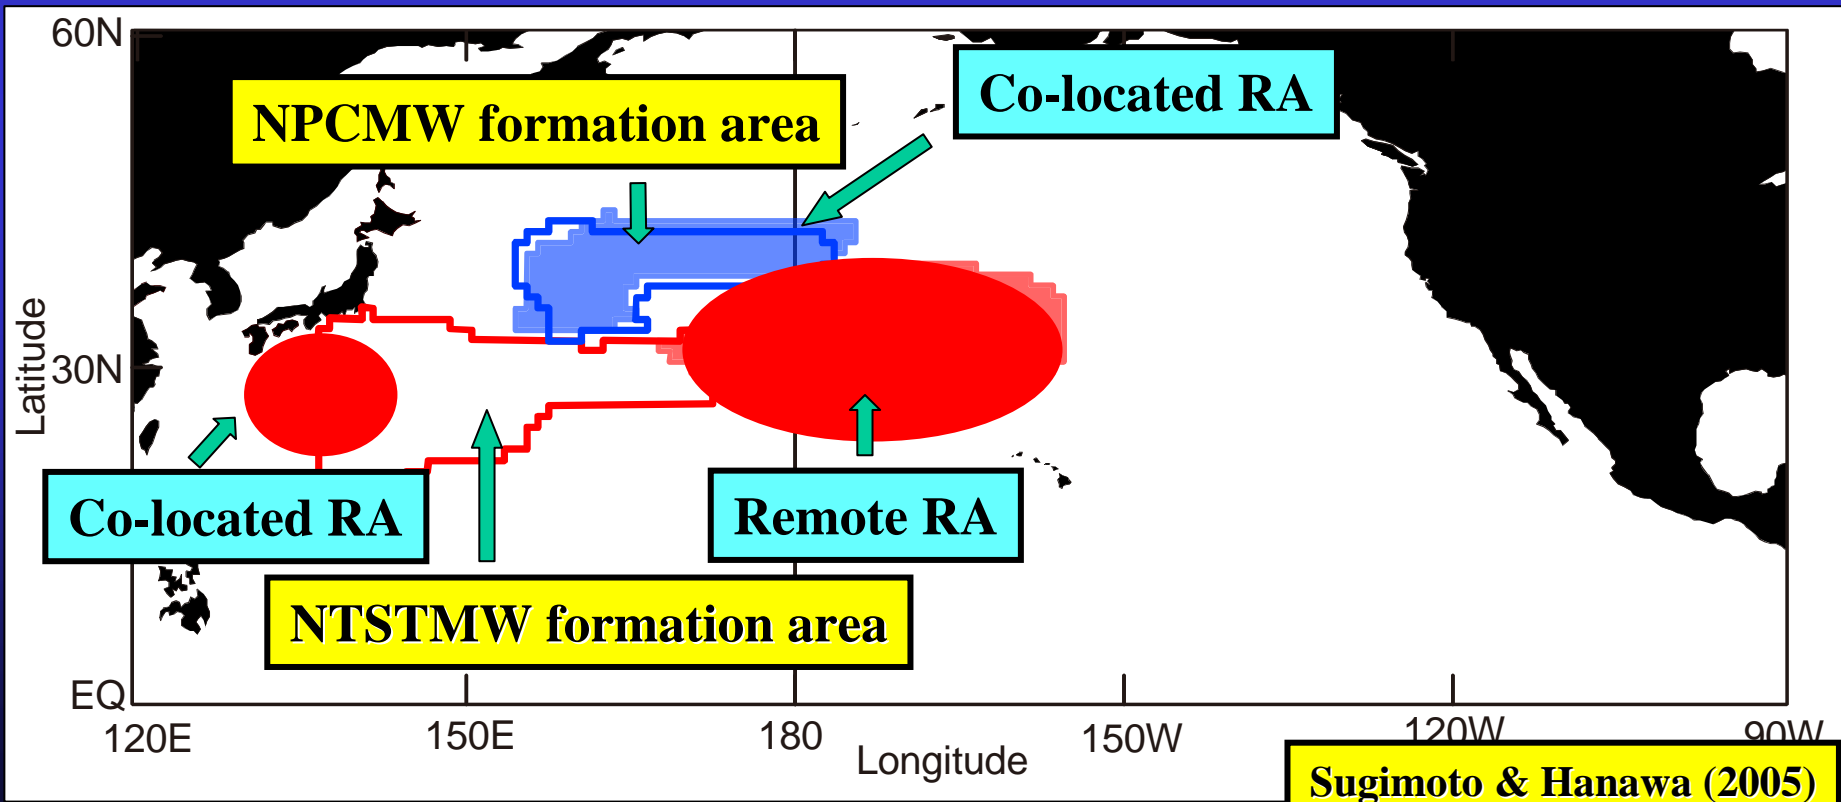 60N
Co-located RA
NPCMW formation area
Latitude
30N
Co-located RA
Remote RA
NTSTMW formation area
EQ
120E
150E
180
150W
120W
90W
Longitude
Sugimoto & Hanawa (2005)